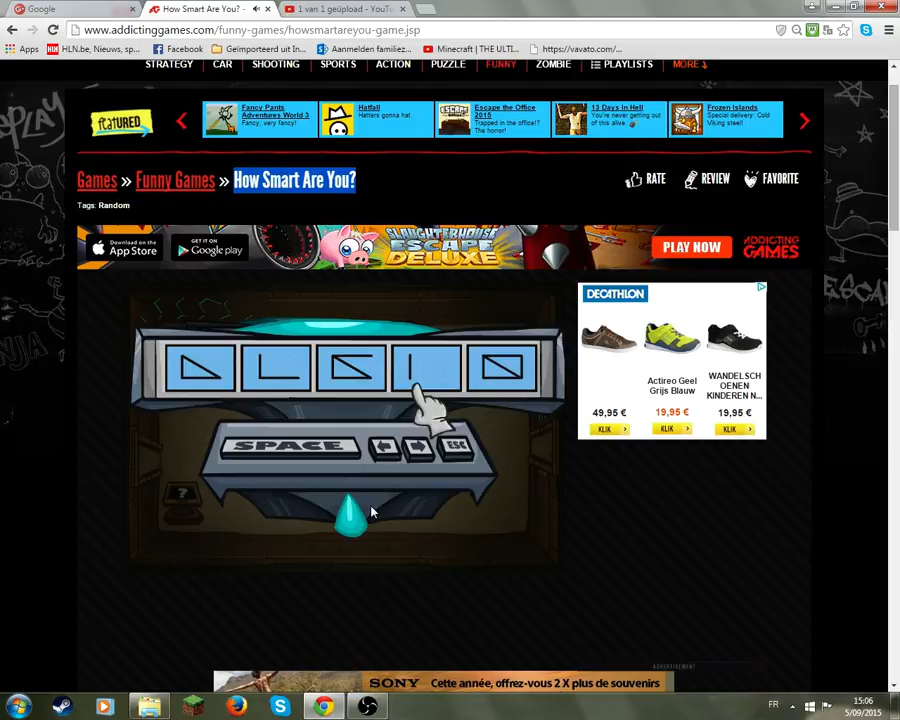 Google
How Smart Are You? -
1 van 1 geüpload - YouTu
www.addictinggames.com/funny-games/howsmartareyou-game.jsp
Apps
HLN.be, Nieuws, sp...
Facebook
Geïmporteerd uit In...
Aanmelden familiez...
Minecraft | THE ULTI...
https://vavato.com/...
STRATEGY
CAR
SHOOTING
SPORTS
ACTION
PUZZLE
FUNNY
ZOMBIE
PLAYLISTS
MORE
featured
Fancy Pants
Adventures World 3
Fancy, very fancy!
Hatfall
Hatters gonna hat.
Escape the Office
2015
Trapped in the office!?
The horror!
13 Days in Hell
You're never getting out
of this alive.
Frozen Islands
Special delivery: Cold
Viking steel!
Games » Funny Games » How Smart Are You?
RATE
REVIEW
FAVORITE
Tags: Random
Download on the
App Store
GET IT ON
Google play
SLAUGHTERHOUSE
ESCAPE
DELUXE
PLAY NOW
ADDICTING
GAMES
SPACE
ESC
?
DECATHLON
49,95 €
KLIK
Actireo Geel
Grijs Blauw
19,95 €
KLIK
WANDELSCH
OENEN
KINDEREN N...
19,95 €
KLIK
ADVERTISEMENT
SONY Cette année, offrez-vous 2 X plus de souvenirs
FR
15:06
5/09/2015